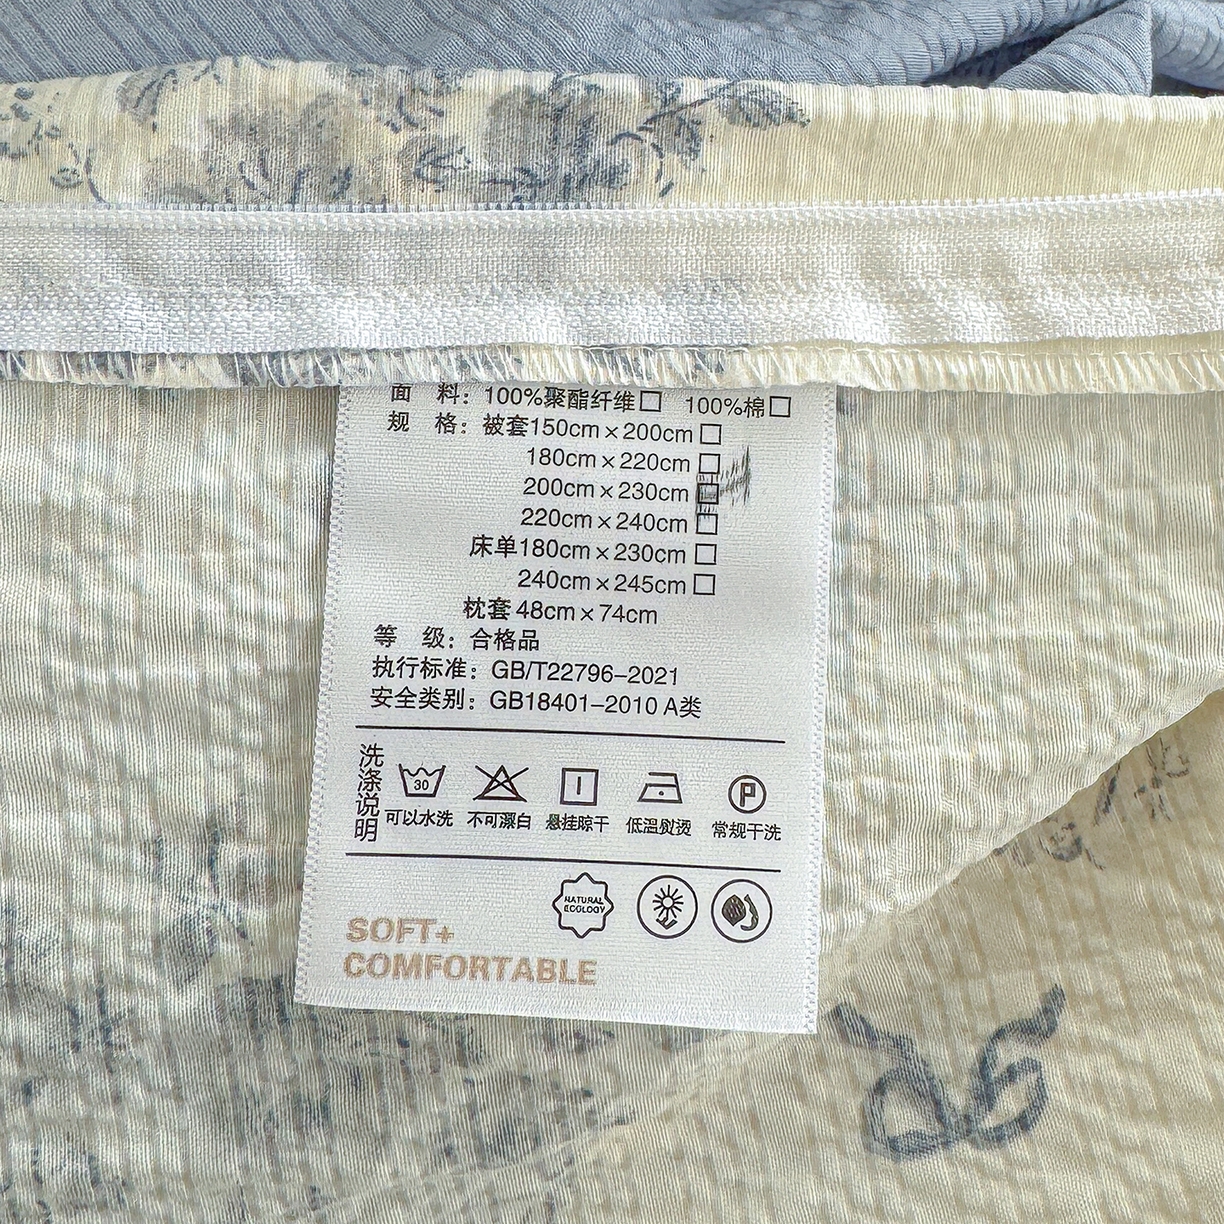 面 料：100%聚酯纤维□ 100%棉□
规 格：被套150cm×200cm□
180cm×220cm□
200cm×230cm□
220cm×240cm□
床单180cm×230cm□
240cm×245cm□
枕套48cm×74cm
等 级：合格品
执行标准：GB/T22796-2021
安全类别：GB18401-2010 A类
洗涤说明
30
P
可以水洗 不可漂白 悬挂晾干 低温熨烫 常规干洗
NATURAL
ECOLOGY
SOFT+
COMFORTABLE